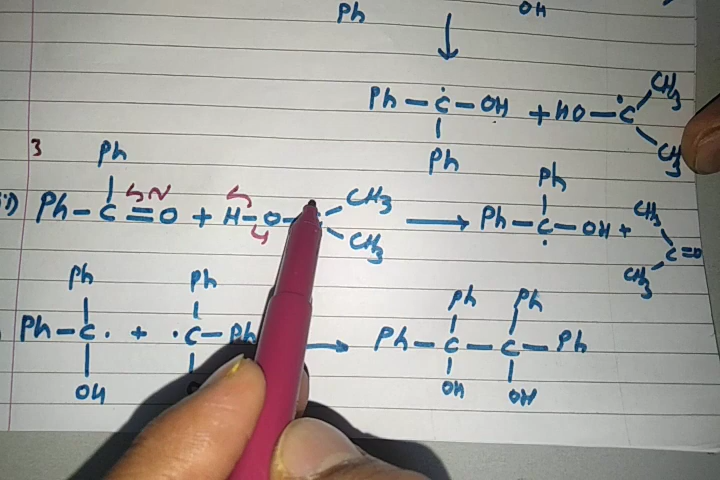 Ph OH
Ph – Ċ – OH + HO – Ċ CH3
Ph CH3
3
Ph Ph
Ph – C = O + H – O – CH3 CH3 → Ph – C – OH + CH3 CH3 C = O
Ph Ph Ph Ph
Ph – C · + · C – Ph → Ph – C – C – Ph
OH OH OH